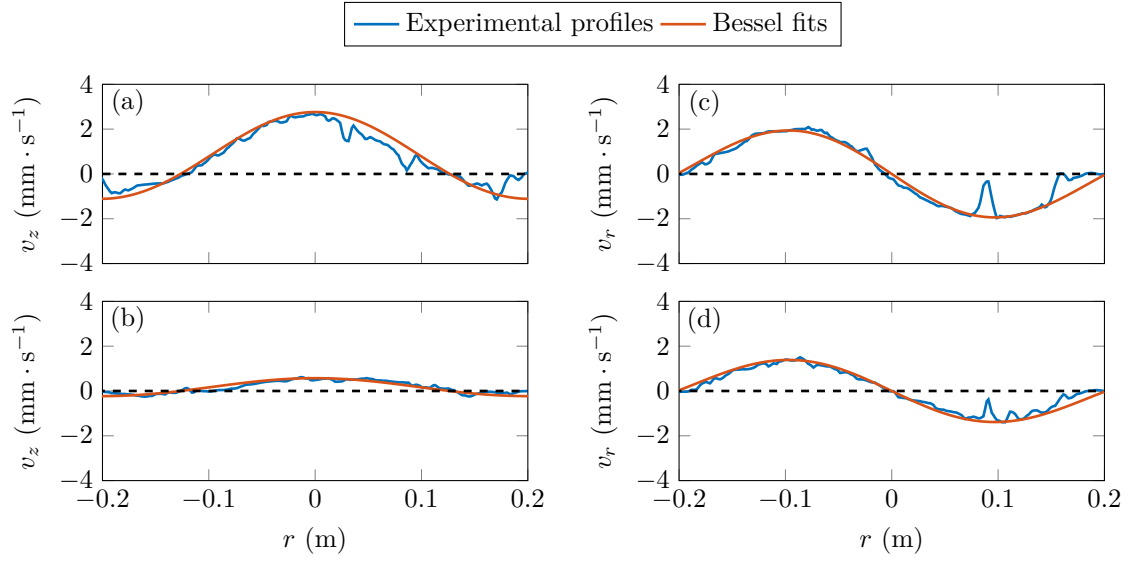 Experimental profiles Bessel fits
(a)
4
2
0
−2
−4
v_z (mm · s⁻¹)
(c)
4
2
0
−2
−4
v_r (mm · s⁻¹)
(b)
4
2
0
−2
−4
v_z (mm · s⁻¹)
−0.2 −0.1 0 0.1 0.2
r (m)
(d)
4
2
0
−2
−4
v_r (mm · s⁻¹)
−0.2 −0.1 0 0.1 0.2
r (m)